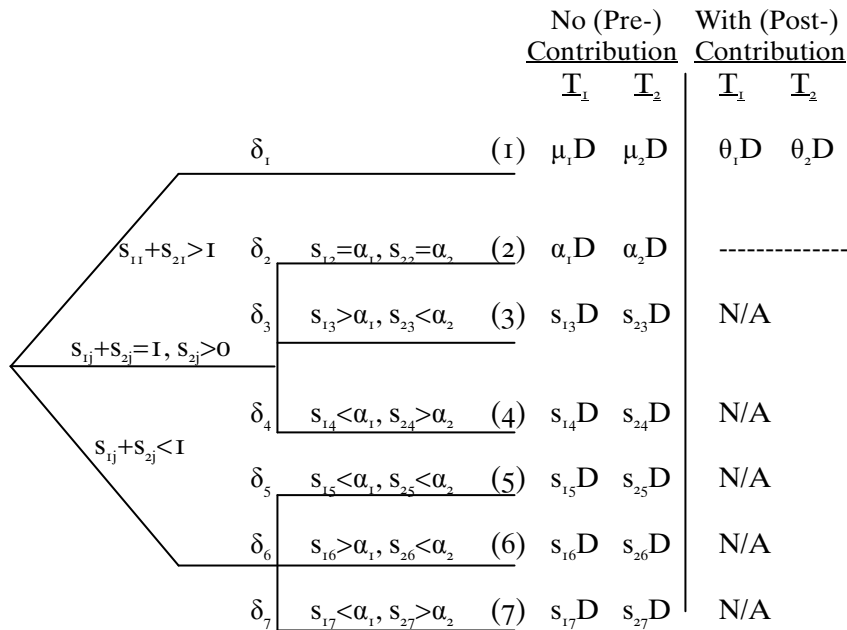 No (Pre-) With (Post-)
Contribution Contribution
T₁ T₂ T₁ T₂
δ₁ (1) μ₁D μ₂D θ₁D θ₂D
s₁₁+s₂₁>1
δ₂ s₁₂=α₁, s₂₂=α₂ (2) α₁D α₂D ----------------
δ₃ s₁₃>α₁, s₂₃<α₂ (3) s₁₃D s₂₃D N/A
s₁ⱼ+s₂ⱼ=1, s₂ⱼ>0
δ₄ s₁₄<α₁, s₂₄>α₂ (4) s₁₄D s₂₄D N/A
s₁ⱼ+s₂ⱼ<1
δ₅ s₁₅<α₁, s₂₅<α₂ (5) s₁₅D s₂₅D N/A
δ₆ s₁₆>α₁, s₂₆<α₂ (6) s₁₆D s₂₆D N/A
δ₇ s₁₇<α₁, s₂₇>α₂ (7) s₁₇D s₂₇D N/A